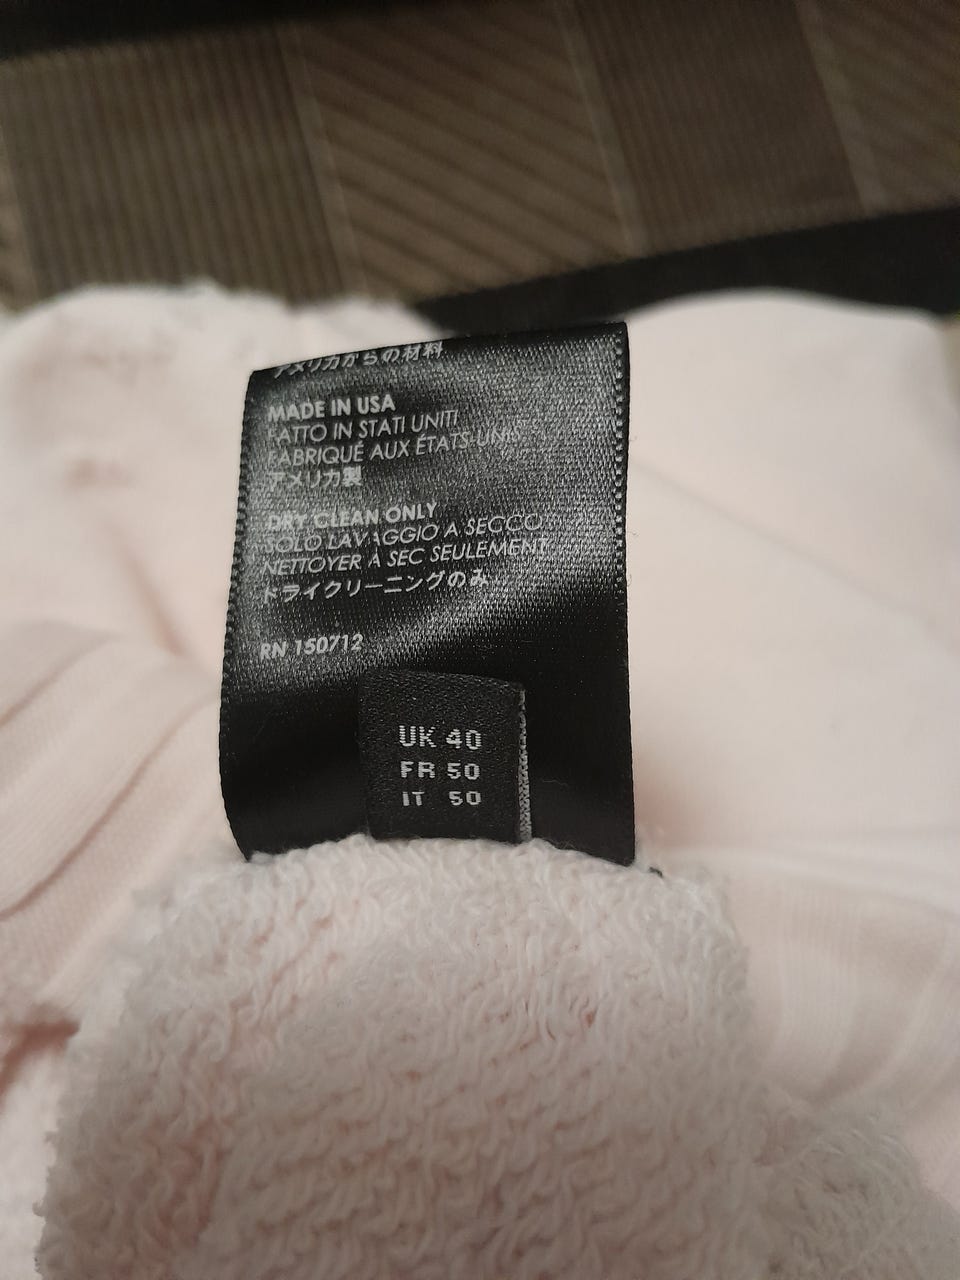 アメリカからの材料
MADE IN USA
FATTO IN STATI UNITI
FABRIQUÉ AUX ÉTATS-UNIS
アメリカ製
DRY CLEAN ONLY
SOLO LAVAGGIO A SECCO
NETTOYER A SEC SEULEMENT
ドライクリーニングのみ
RN 150712
UK 40
FR 50
IT 50